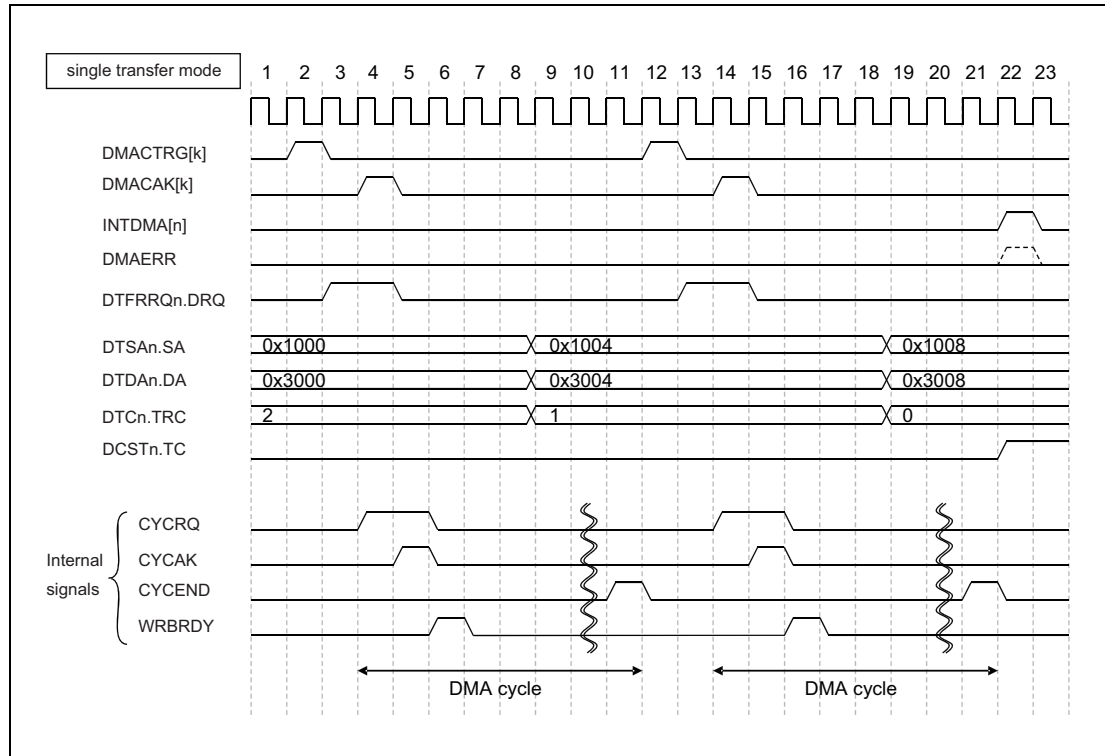 single transfer mode
1 2 3 4 5 6 7 8 9 10 11 12 13 14 15 16 17 18 19 20 21 22 23
DMACTRG[k]
DMACAK[k]
INTDMA[n]
DMAERR
DTFRRQn.DRQ
DTSAn.SA 0x1000 0x1004 0x1008
DTDAn.DA 0x3000 0x3004 0x3008
DTCn.TRC 2 1 0
DCSTn.TC
Internal signals
CYCRQ
CYCAK
CYCEND
WRBRDY
DMA cycle DMA cycle